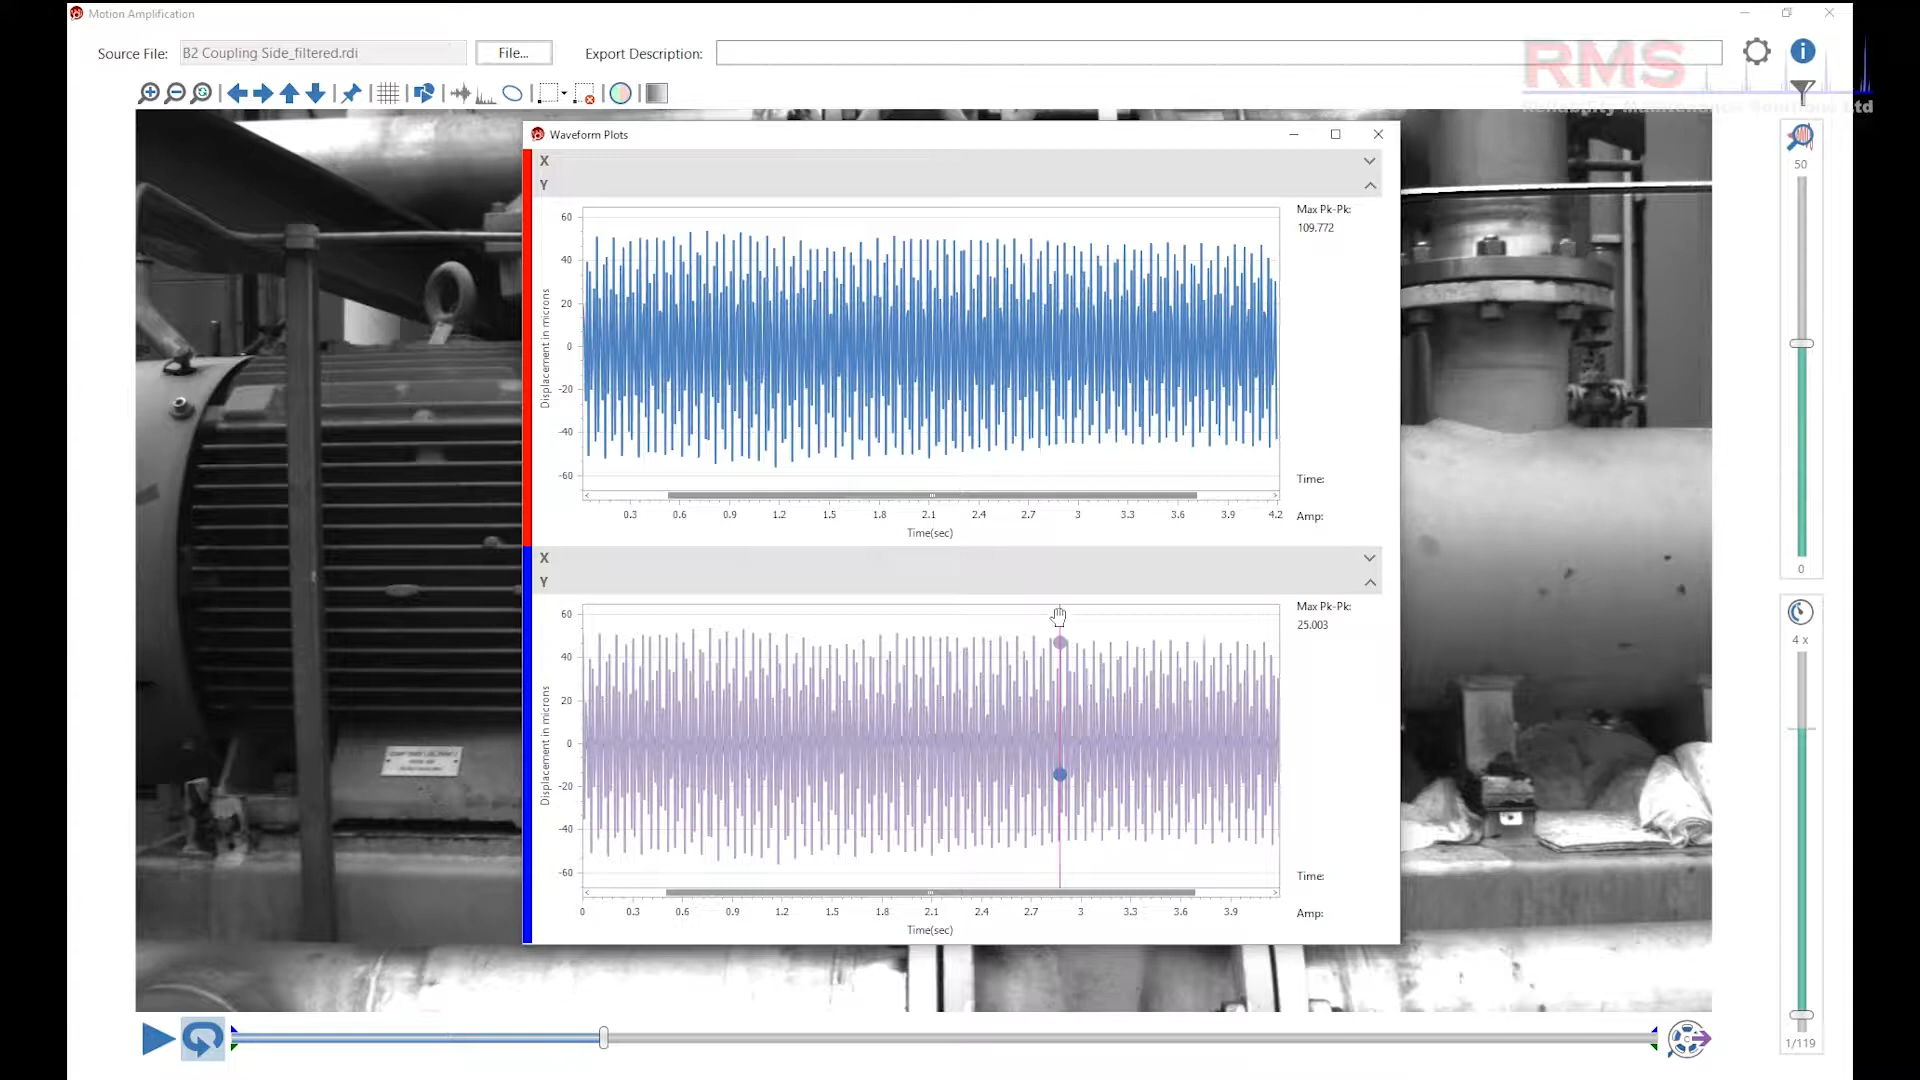 Motion Amplification
Source File: B2 Coupling Side_filtered.rdi File... Export Description:
RMS
Reliability Maintenance Solutions Ltd
Waveform Plots
X
Y
Max Pk-Pk:
109.772
60
40
20
0
-20
-40
-60
Displacement in microns
Time:
Amp:
0.3 0.6 0.9 1.2 1.5 1.8 2.1 2.4 2.7 3 3.3 3.6 3.9 4.2
Time(sec)
X
Y
Max Pk-Pk:
25.003
60
40
20
0
-20
-40
-60
Displacement in microns
Time:
Amp:
0 0.3 0.6 0.9 1.2 1.5 1.8 2.1 2.4 2.7 3 3.3 3.6 3.9
Time(sec)
50
0
4 x
1/119